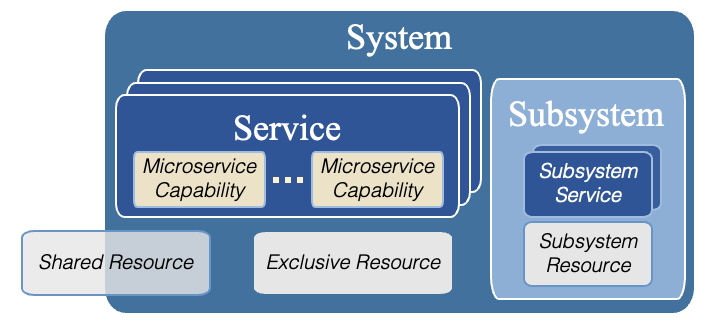 System
Service
Microservice
Capability
...
Microservice
Capability
Subsystem
Subsystem
Service
Subsystem
Resource
Shared Resource
Exclusive Resource